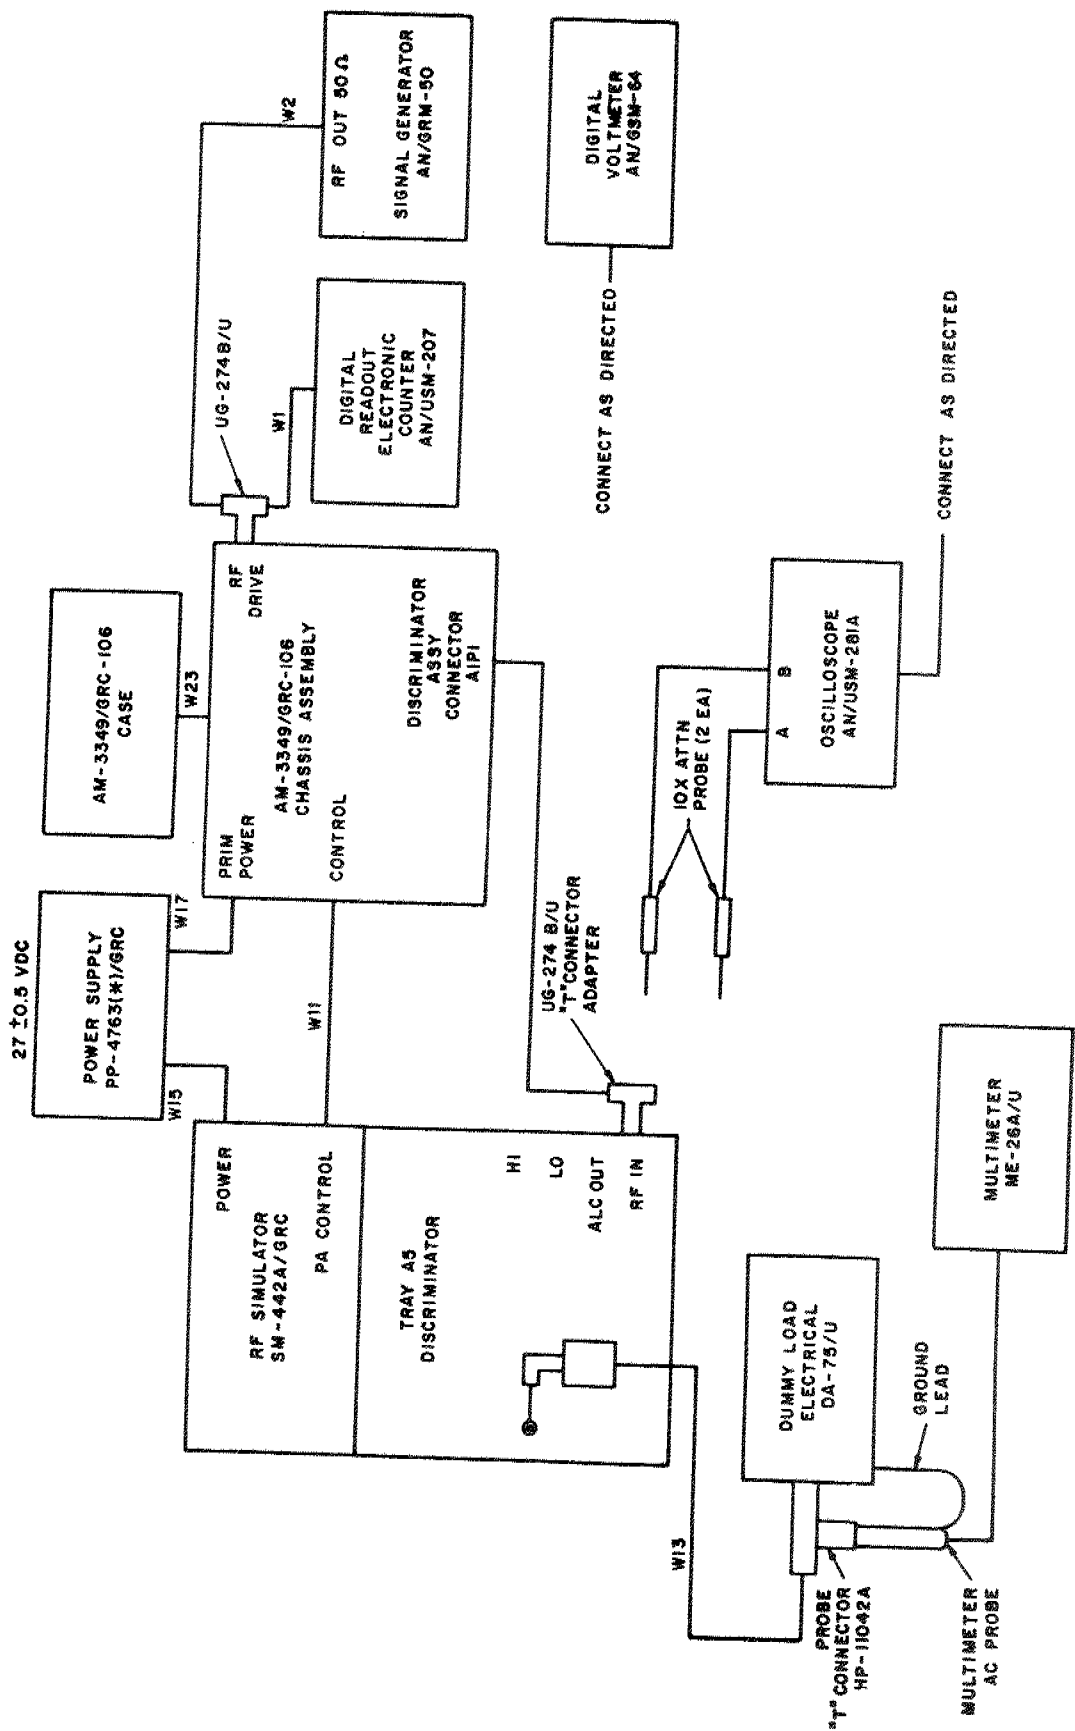 27 ±0.5 VDC
POWER SUPPLY
PP-4763(*)/GRC
W15
W17
AM-3349/GRC-106
CASE
W23
POWER
RF SIMULATOR
SM-442A/GRC
PA CONTROL
W11
PRIM
POWER
AM-3349/GRC-106
CHASSIS ASSEMBLY
CONTROL
RF
DRIVE
DISCRIMINATOR
ASSY
CONNECTOR
A1P1
UG-274B/U
W1
W2
RF OUT 50Ω
SIGNAL GENERATOR
AN/GRM-50
DIGITAL
READOUT
ELECTRONIC
COUNTER
AN/USM-207
DIGITAL
VOLTMETER
AN/GSM-64
CONNECT AS DIRECTED
TRAY A5
DISCRIMINATOR
HI
LO
ALC OUT
RF IN
UG-274 B/U
"T" CONNECTOR
ADAPTER
10X ATTN
PROBE (2 EA)
A
B
OSCILLOSCOPE
AN/USM-281A
CONNECT AS DIRECTED
W13
DUMMY LOAD
ELECTRICAL
DA-75/U
GROUND
LEAD
PROBE
"T" CONNECTOR
HP-11042A
MULTIMETER
AC PROBE
MULTIMETER
ME-26A/U